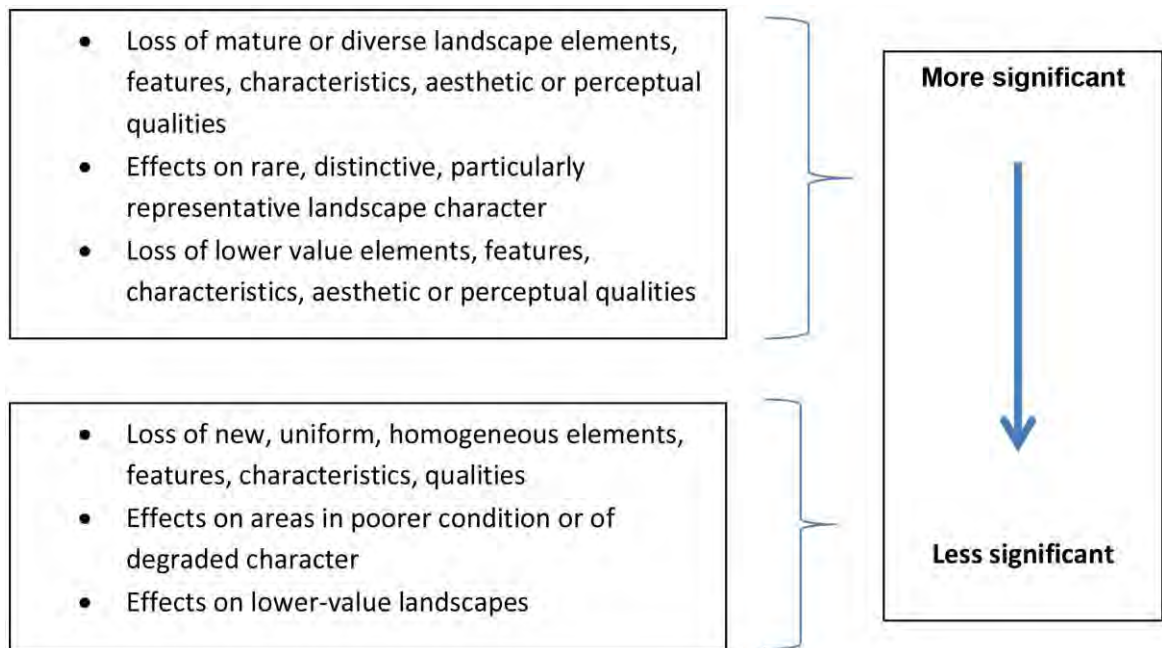 • Loss of mature or diverse landscape elements,
features, characteristics, aesthetic or perceptual
qualities
• Effects on rare, distinctive, particularly
representative landscape character
• Loss of lower value elements, features,
characteristics, aesthetic or perceptual qualities
• Loss of new, uniform, homogeneous elements,
features, characteristics, qualities
• Effects on areas in poorer condition or of
degraded character
• Effects on lower-value landscapes
More significant
Less significant